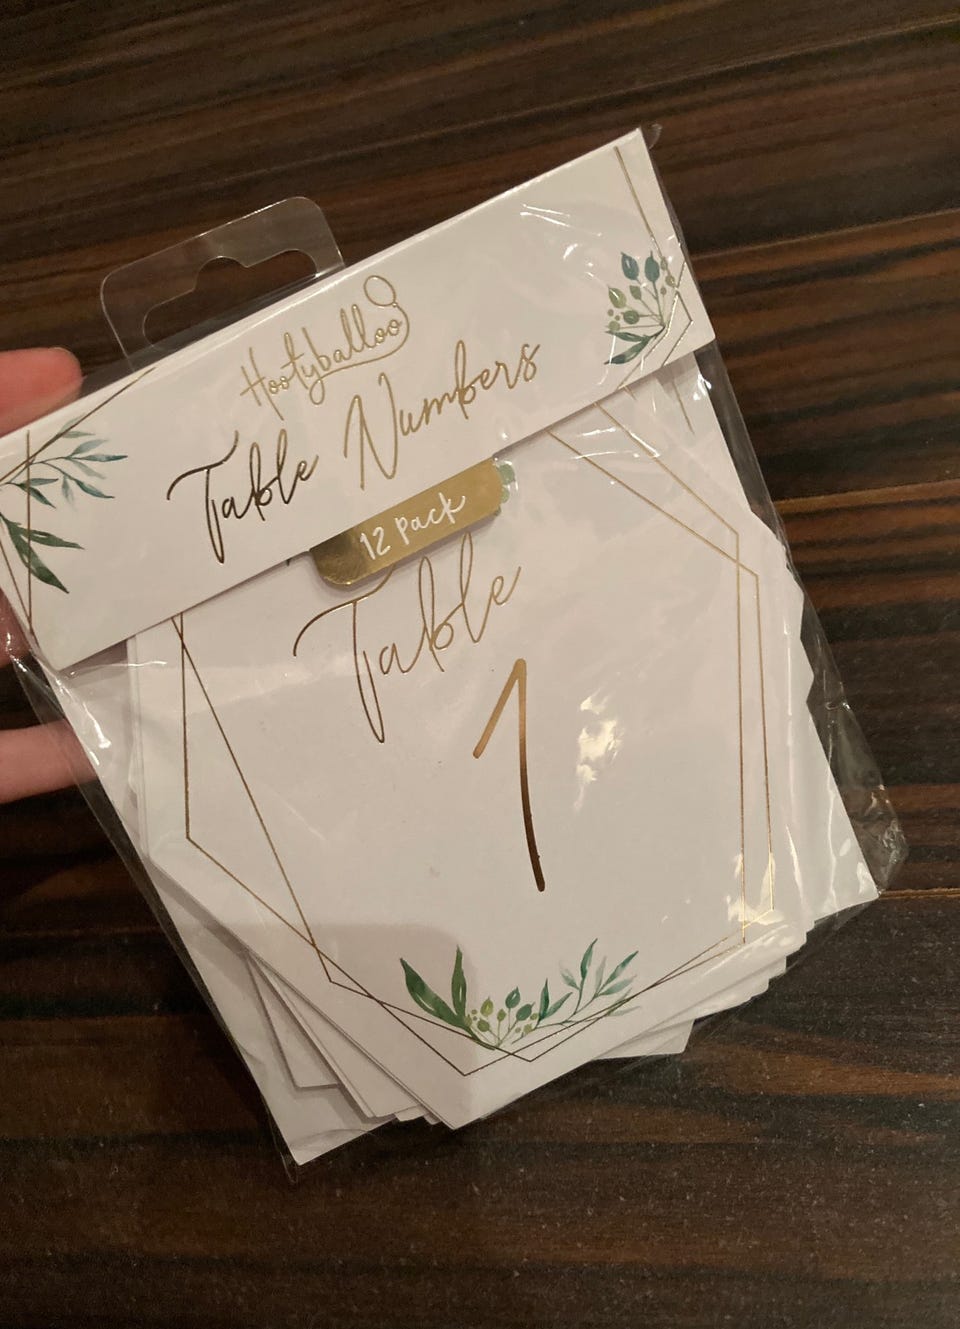 Hootyballoo
Table Numbers
12 Pack
Table
1